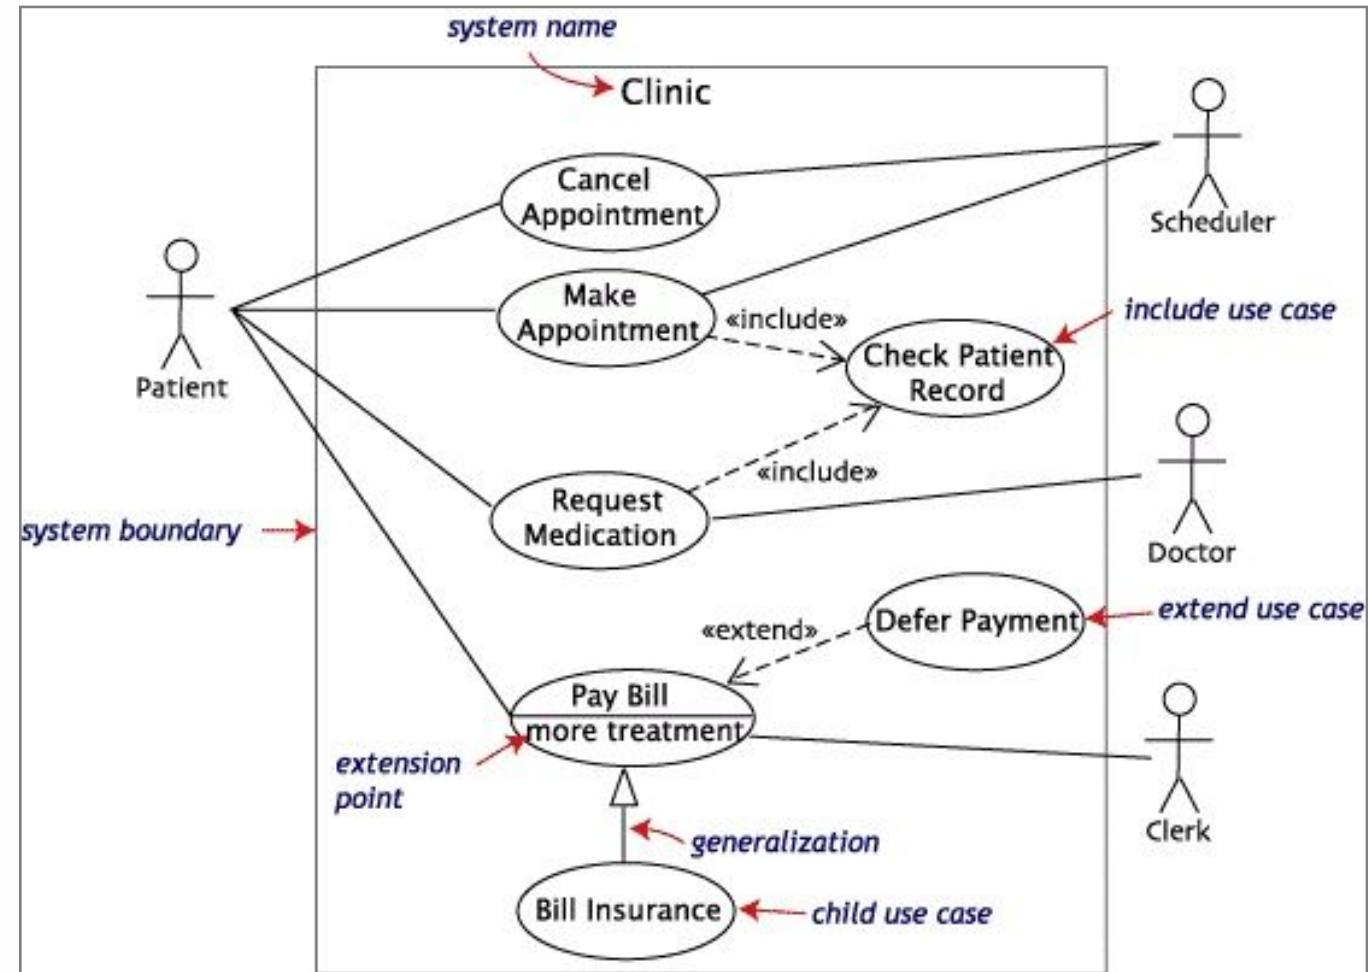 system name
Clinic
Cancel
Appointment
Scheduler
Make
Appointment
«include»
include use case
Check Patient
Record
Patient
«include»
Request
Medication
system boundary
Doctor
Defer Payment
extend use case
«extend»
Pay Bill
more treatment
extension
point
Clerk
generalization
Bill Insurance
child use case